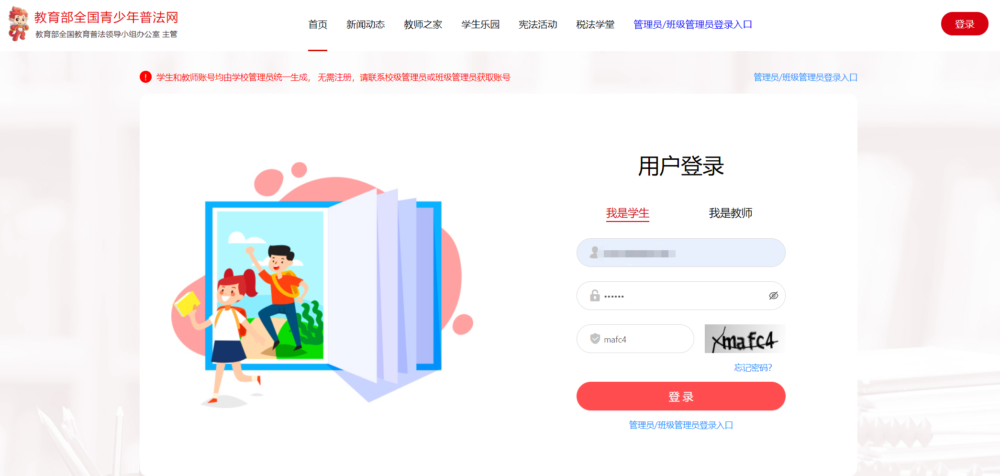 教育部全国青少年普法网
教育部全国教育普法领导小组办公室 主管
首页 新闻动态 教师之家 学生乐园 宪法活动 税法学堂 管理员/班级管理员登录入口
登录
! 学生和教师账号均由学校管理员统一生成， 无需注册，请联系校级管理员或班级管理员获取账号
管理员/班级管理员登录入口
用户登录
我是学生 我是教师
••••••
mafc4
xmafc4
忘记密码?
登 录
管理员/班级管理员登录入口